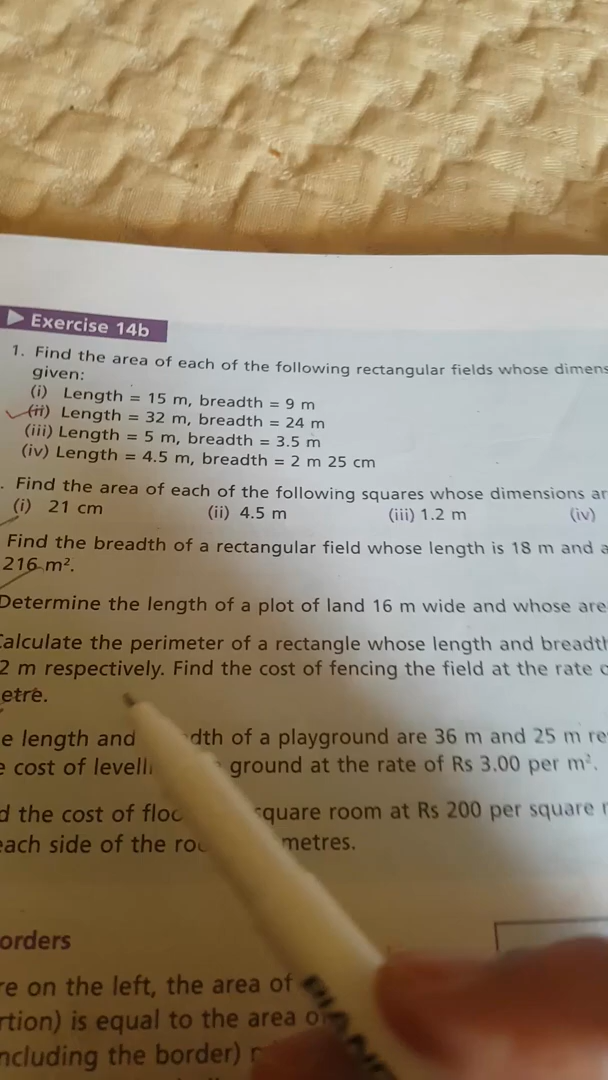 Exercise 14b
1. Find the area of each of the following rectangular fields whose dimens
given:
(i) Length = 15 m, breadth = 9 m
(ii) Length = 32 m, breadth = 24 m
(iii) Length = 5 m, breadth = 3.5 m
(iv) Length = 4.5 m, breadth = 2 m 25 cm
. Find the area of each of the following squares whose dimensions ar
(i) 21 cm (ii) 4.5 m (iii) 1.2 m (iv)
Find the breadth of a rectangular field whose length is 18 m and a
216 m².
Determine the length of a plot of land 16 m wide and whose are
Calculate the perimeter of a rectangle whose length and breadth
2 m respectively. Find the cost of fencing the field at the rate o
etre.
e length and dth of a playground are 36 m and 25 m re
e cost of levelli ground at the rate of Rs 3.00 per m².
d the cost of floo square room at Rs 200 per square
each side of the ro metres.
orders
re on the left, the area of
rtion) is equal to the area o
ncluding the border)
PIANO